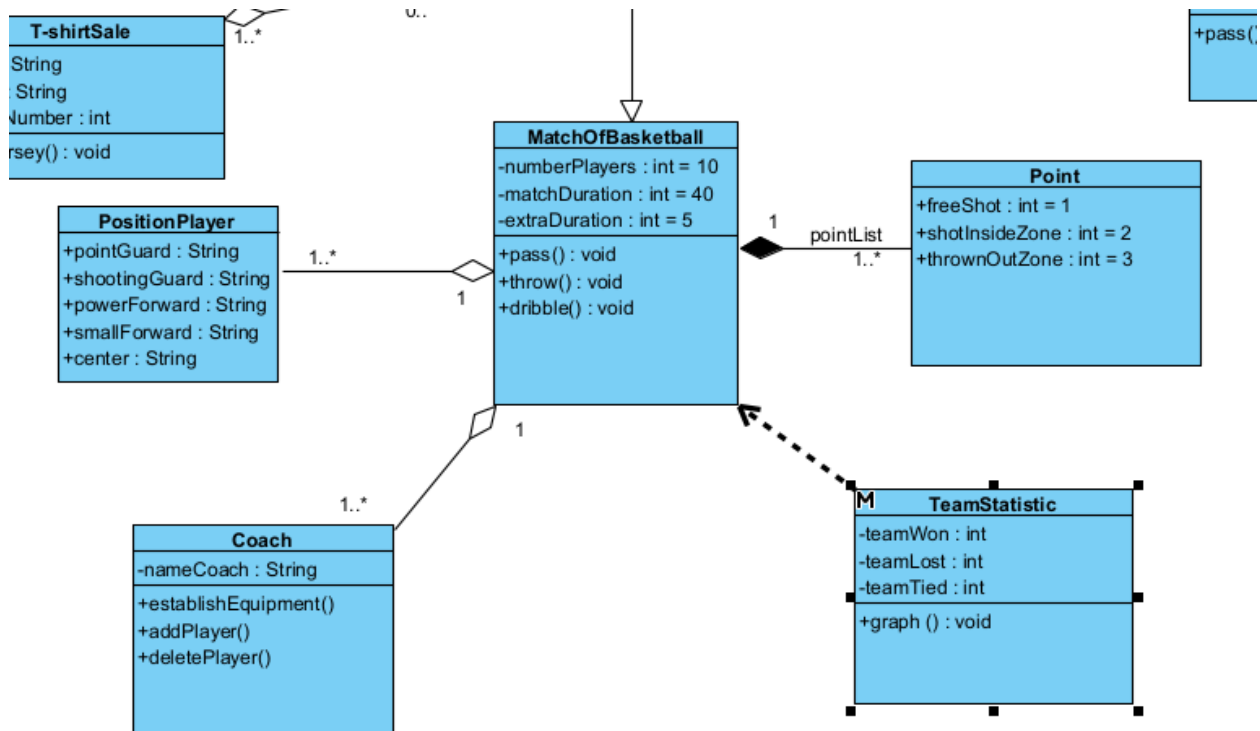 T-shirtSale
String
: String
Number : int
rsey() : void
1..*
0..
+pass()
PositionPlayer
+pointGuard : String
+shootingGuard : String
+powerForward : String
+smallForward : String
+center : String
1..*
1
MatchOfBasketball
-numberPlayers : int = 10
-matchDuration : int = 40
-extraDuration : int = 5
+pass() : void
+throw() : void
+dribble() : void
1
pointList
1..*
Point
+freeShot : int = 1
+shotInsideZone : int = 2
+thrownOutZone : int = 3
1
1..*
Coach
-nameCoach : String
+establishEquipment()
+addPlayer()
+deletePlayer()
M
TeamStatistic
-teamWon : int
-teamLost : int
-teamTied : int
+graph () : void